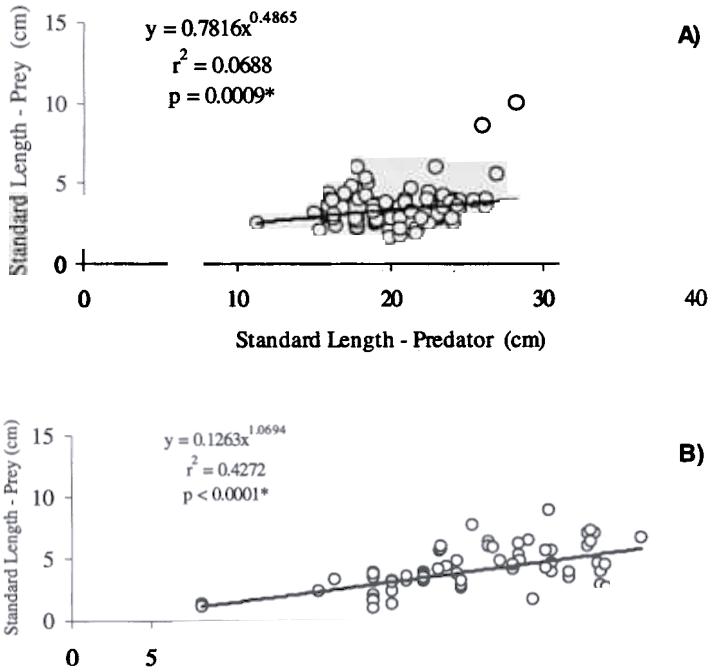 15
y = 0.7816x^0.4865
A)
r² = 0.0688
10
p = 0.0009*
5
0
Standard Length - Prey (cm)
0 10 20 30 40
Standard Length - Predator (cm)
15
y = 0.1263x^1.0694
B)
r² = 0.4272
10
p < 0.0001*
5
0
Standard Length - Prey (cm)
0 5